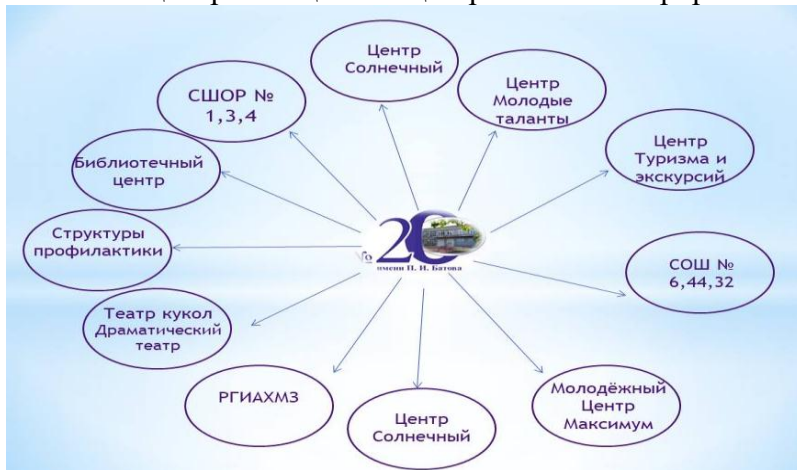 Центр
Солнечный
Центр
Молодые
таланты
СШОР №
1,3,4
Центр
Туризма и
экскурсий
Библиотечный
центр
Структуры
профилактики
№ 20
имени П. И. Батова
СОШ №
6,44,32
Театр кукол
Драматический
театр
РГИАХМЗ
Центр
Солнечный
Молодёжный
Центр
Максимум